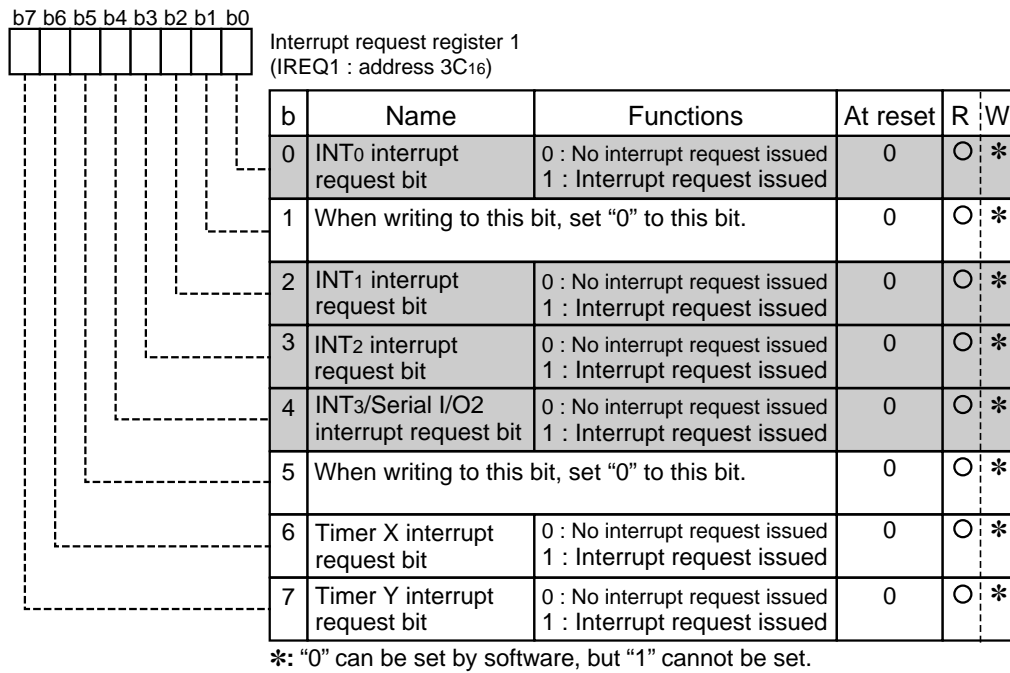 b7 b6 b5 b4 b3 b2 b1 b0
Interrupt request register 1
(IREQ1 : address 3C16)
b Name Functions At reset R W
0 INT0 interrupt request bit 0 : No interrupt request issued 1 : Interrupt request issued 0 ○ ✻
1 When writing to this bit, set “0” to this bit. 0 ○ ✻
2 INT1 interrupt request bit 0 : No interrupt request issued 1 : Interrupt request issued 0 ○ ✻
3 INT2 interrupt request bit 0 : No interrupt request issued 1 : Interrupt request issued 0 ○ ✻
4 INT3/Serial I/O2 interrupt request bit 0 : No interrupt request issued 1 : Interrupt request issued 0 ○ ✻
5 When writing to this bit, set “0” to this bit. 0 ○ ✻
6 Timer X interrupt request bit 0 : No interrupt request issued 1 : Interrupt request issued 0 ○ ✻
7 Timer Y interrupt request bit 0 : No interrupt request issued 1 : Interrupt request issued 0 ○ ✻
✻: “0” can be set by software, but “1” cannot be set.